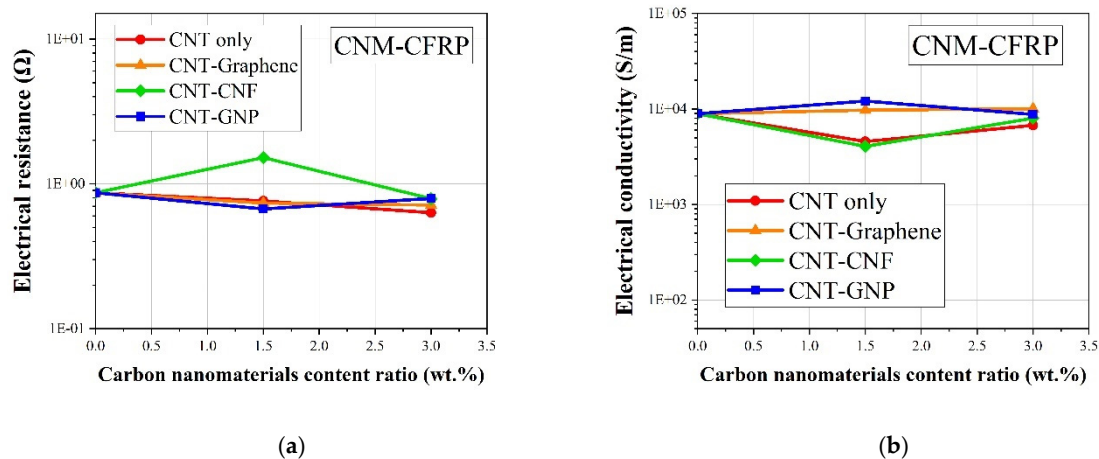 Electrical resistance (Ω)
1E+01
1E+00
1E-01
CNT only
CNT-Graphene
CNT-CNF
CNT-GNP
CNM-CFRP
0.0 0.5 1.0 1.5 2.0 2.5 3.0 3.5
Carbon nanomaterials content ratio (wt.%)
(a)
Electrical conductivity (S/m)
1E+05
1E+04
1E+03
1E+02
CNM-CFRP
CNT only
CNT-Graphene
CNT-CNF
CNT-GNP
0.0 0.5 1.0 1.5 2.0 2.5 3.0 3.5
Carbon nanomaterials content ratio (wt.%)
(b)